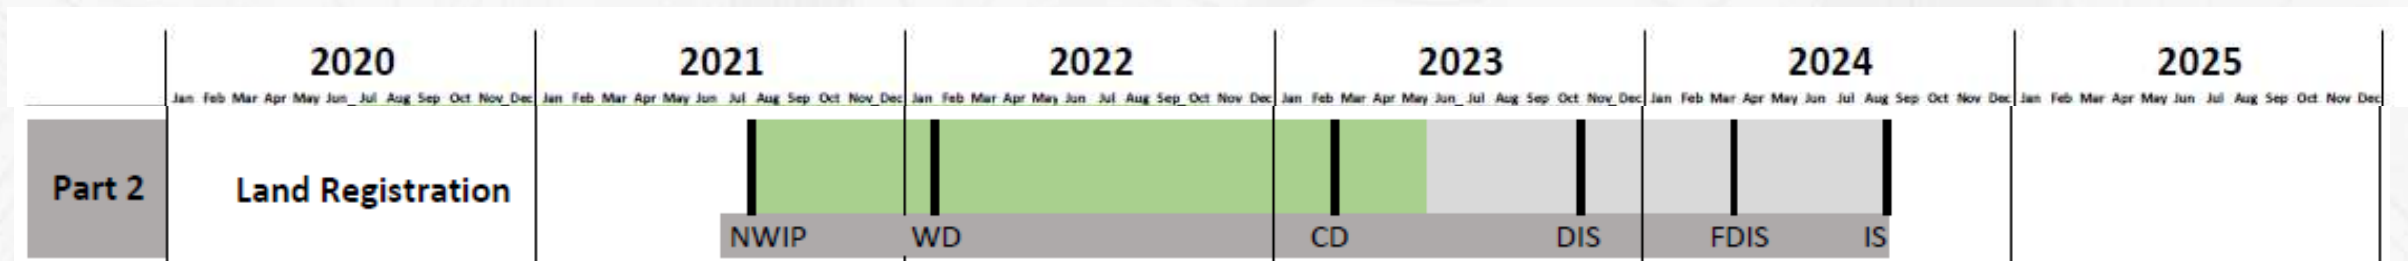 2020 2021 2022 2023 2024 2025
Jan Feb Mar Apr May Jun Jul Aug Sep Oct Nov Dec Jan Feb Mar Apr May Jun Jul Aug Sep Oct Nov Dec Jan Feb Mar Apr May Jun Jul Aug Sep Oct Nov Dec Jan Feb Mar Apr May Jun Jul Aug Sep Oct Nov Dec Jan Feb Mar Apr May Jun Jul Aug Sep Oct Nov Dec Jan Feb Mar Apr May Jun Jul Aug Sep Oct Nov Dec
Part 2 Land Registration
NWIP WD CD DIS FDIS IS